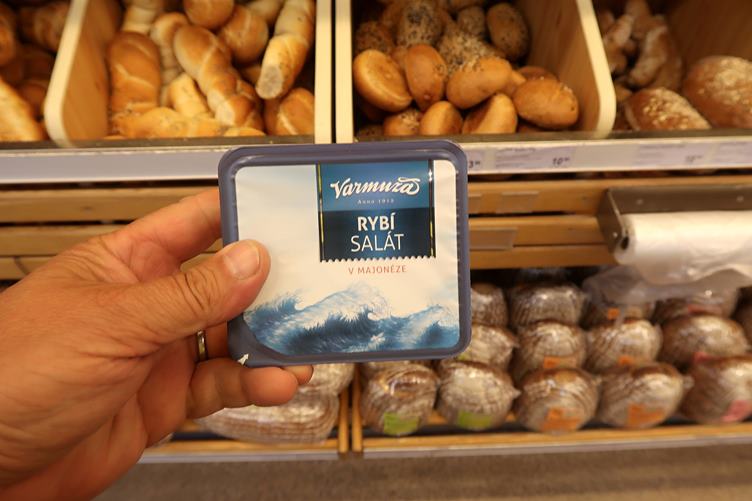 Varmuža
Anno 1913
RYBÍ
SALÁT
V MAJONÉZE